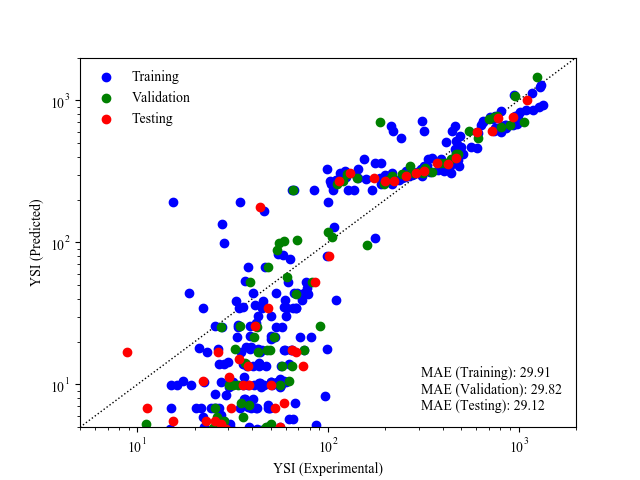 Training
Validation
Testing
YSI (Predicted)
10³
10²
10¹
MAE (Training): 29.91
MAE (Validation): 29.82
MAE (Testing): 29.12
10¹ 10² 10³
YSI (Experimental)